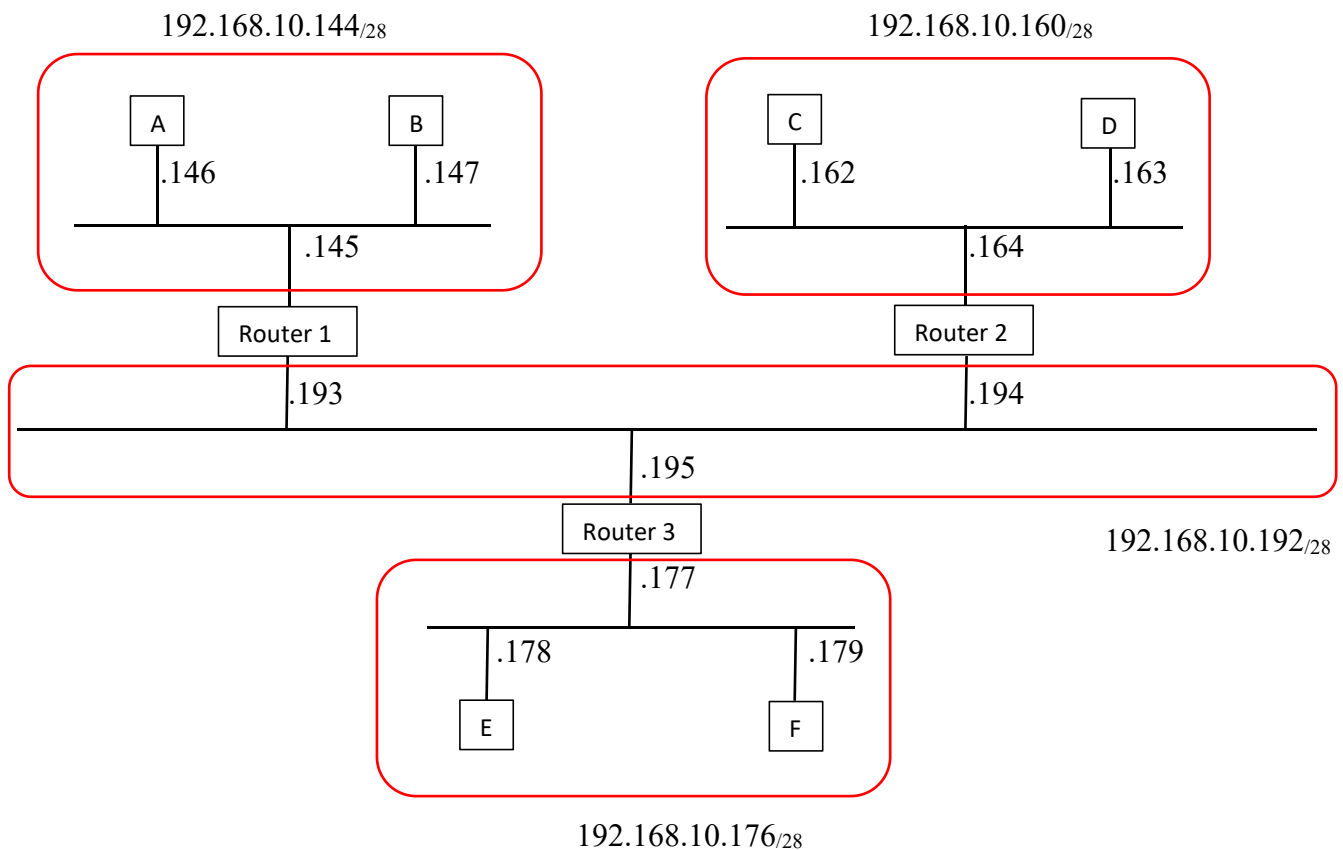 192.168.10.144/28
192.168.10.160/28
A
B
C
D
.146
.147
.162
.163
.145
.164
Router 1
Router 2
.193
.194
.195
Router 3
192.168.10.192/28
.177
.178
.179
E
F
192.168.10.176/28